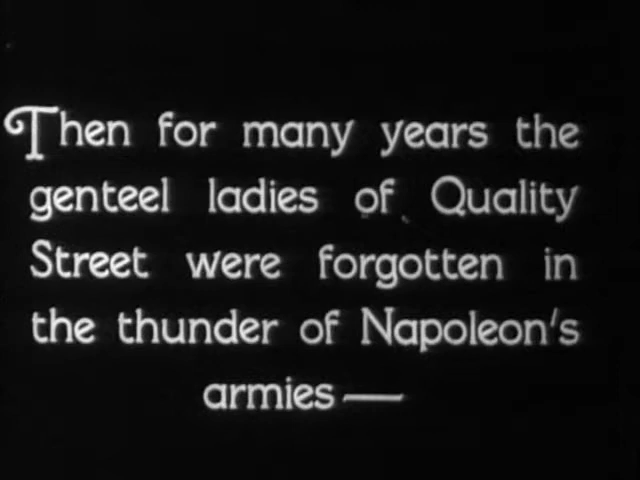 Then for many years the
genteel ladies of Quality
Street were forgotten in
the thunder of Napoleon's
armies —